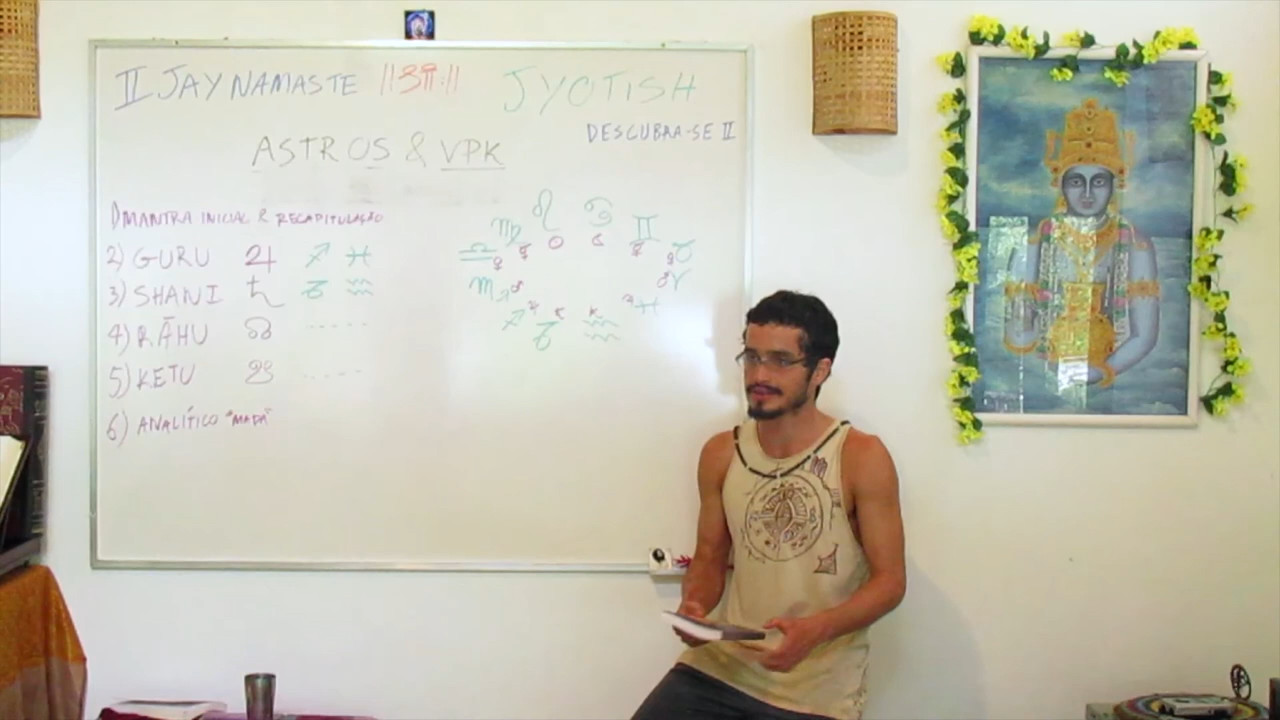 II JAY NAMASTE ||ॐ|| JYOTISH
DESCUBRA-SE II
ASTROS & VPK
1) MANTRA INICIAL & RECAPITULAÇÃO
2) GURU ♃ ♐ ♓
3) SHANI ♄ ♑ ♒
4) RĀHU ☊ ......
5) KETU ☋ ......
6) ANALÍTICO "MAPA"